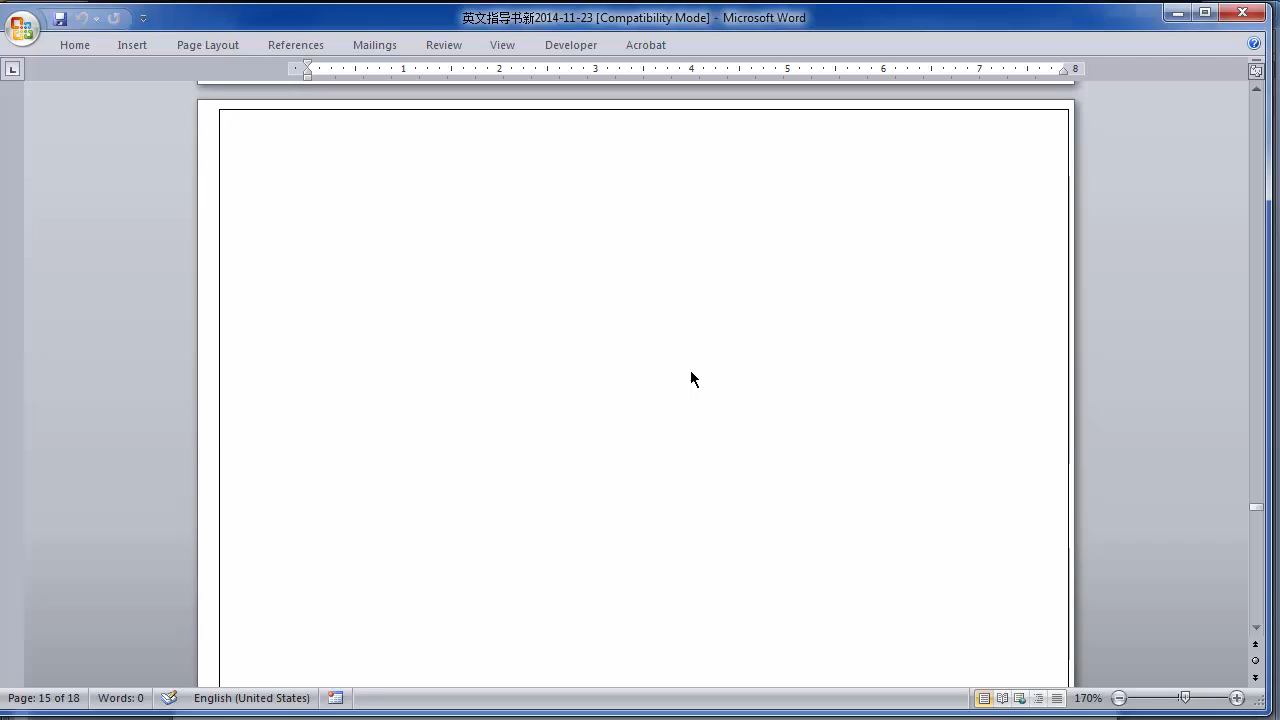 英文指导书新2014-11-23 [Compatibility Mode] - Microsoft Word
Home Insert Page Layout References Mailings Review View Developer Acrobat
1 2 3 4 5 6 7 8
Page: 15 of 18 Words: 0 English (United States) 170%